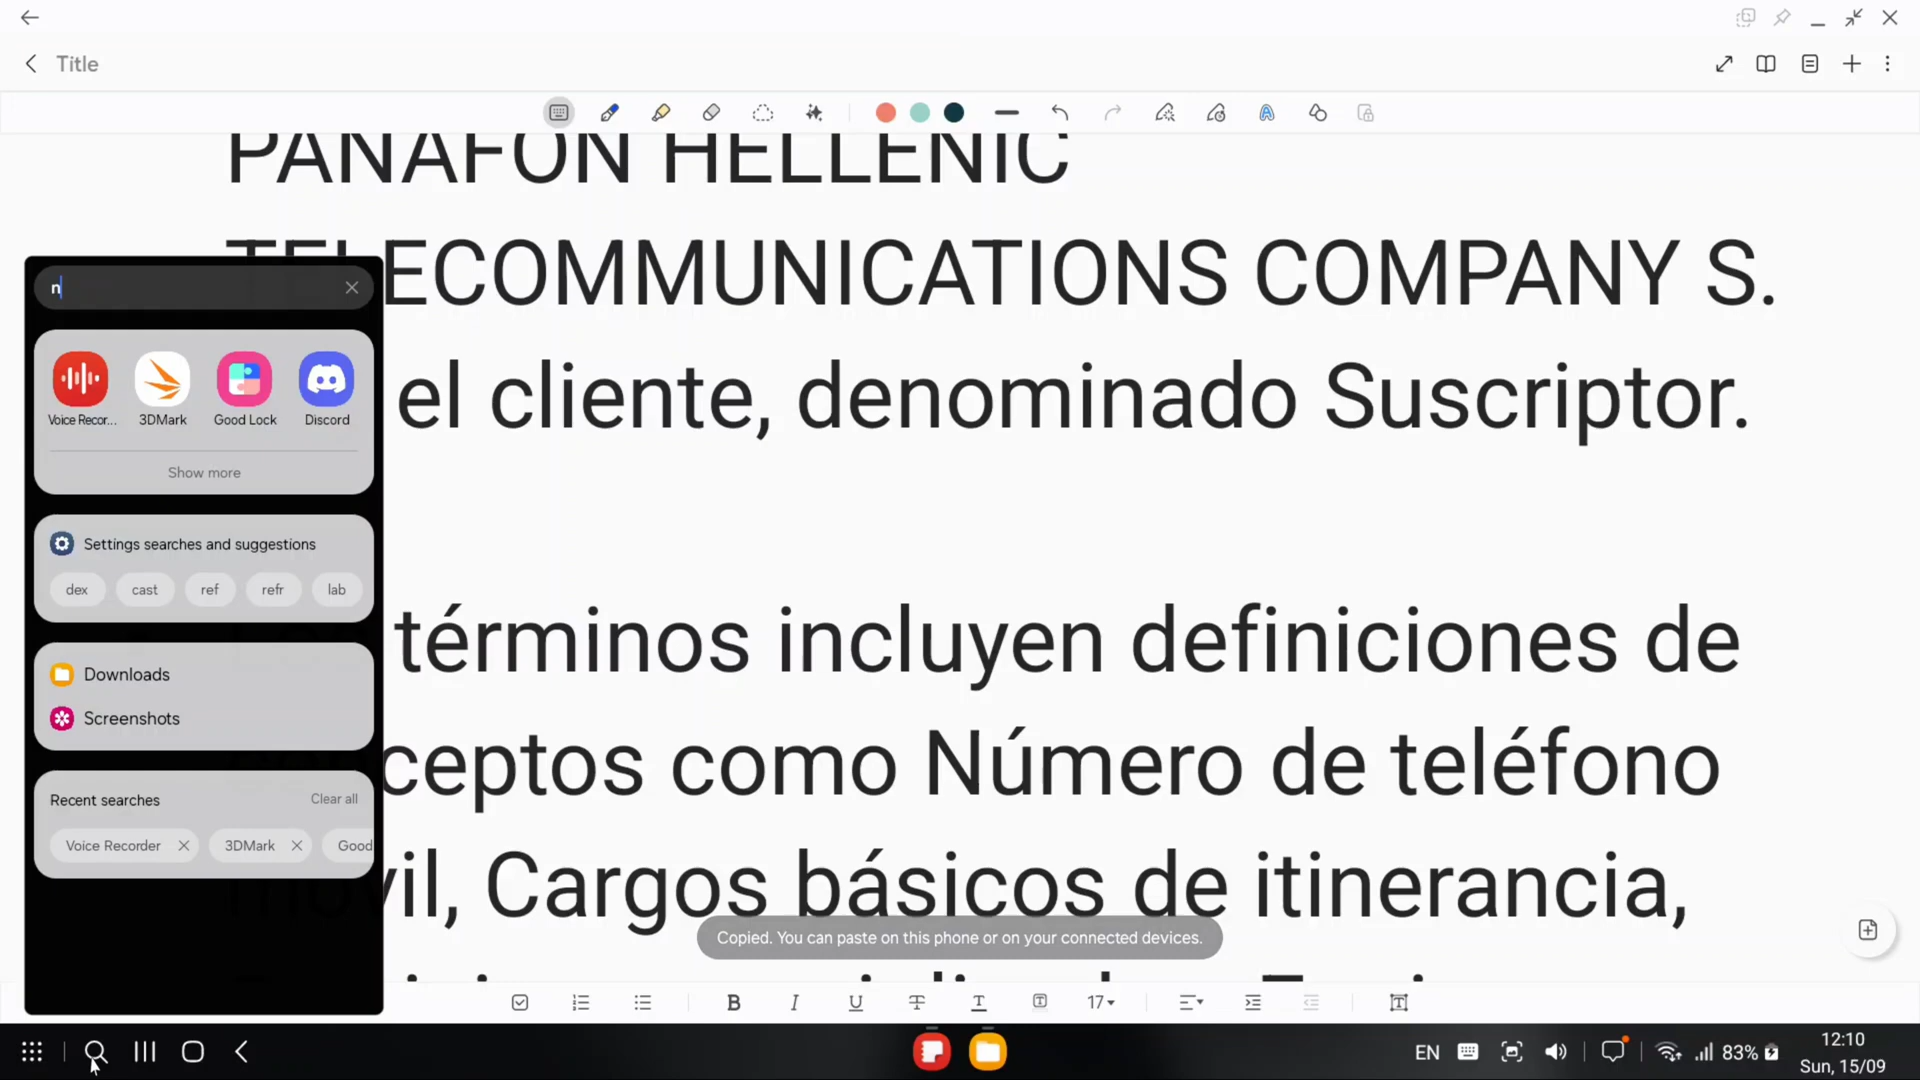 Title
PANAFON HELLENIC
TELECOMMUNICATIONS COMPANY S.
el cliente, denominado Suscriptor.
términos incluyen definiciones de
conceptos como Número de teléfono
móvil, Cargos básicos de itinerancia,
n
Voice Recor...
3DMark
Good Lock
Discord
Show more
Settings searches and suggestions
dex
cast
ref
refr
lab
Downloads
Screenshots
Recent searches
Clear all
Voice Recorder
3DMark
Good
Copied. You can paste on this phone or on your connected devices.
B I U T T T 17
EN
83%
12:10
Sun, 15/09